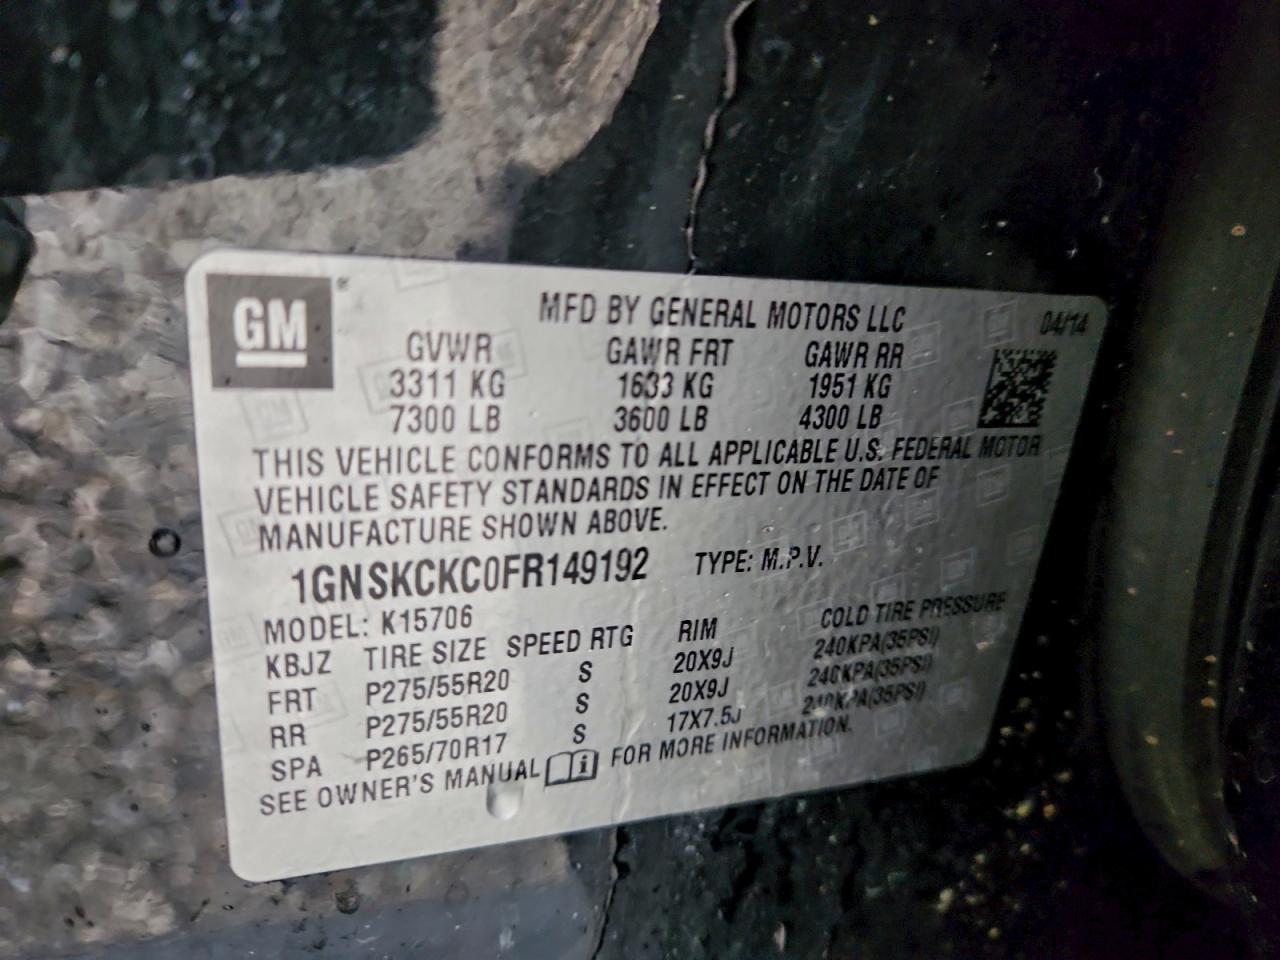 GM
MFD BY GENERAL MOTORS LLC 04/14
GVWR GAWR FRT GAWR RR
3311 KG 1633 KG 1951 KG
7300 LB 3600 LB 4300 LB
THIS VEHICLE CONFORMS TO ALL APPLICABLE U.S. FEDERAL MOTOR
VEHICLE SAFETY STANDARDS IN EFFECT ON THE DATE OF
MANUFACTURE SHOWN ABOVE.
1GNSKCKC0FR149192 TYPE: M.P.V.
MODEL: K15706
KBJZ TIRE SIZE SPEED RTG RIM COLD TIRE PRESSURE
FRT P275/55R20 S 20X9J 240KPA(35PSI)
RR P275/55R20 S 20X9J 240KPA(35PSI)
SPA P265/70R17 S 17X7.5J 240KPA(35PSI)
SEE OWNER'S MANUAL FOR MORE INFORMATION.